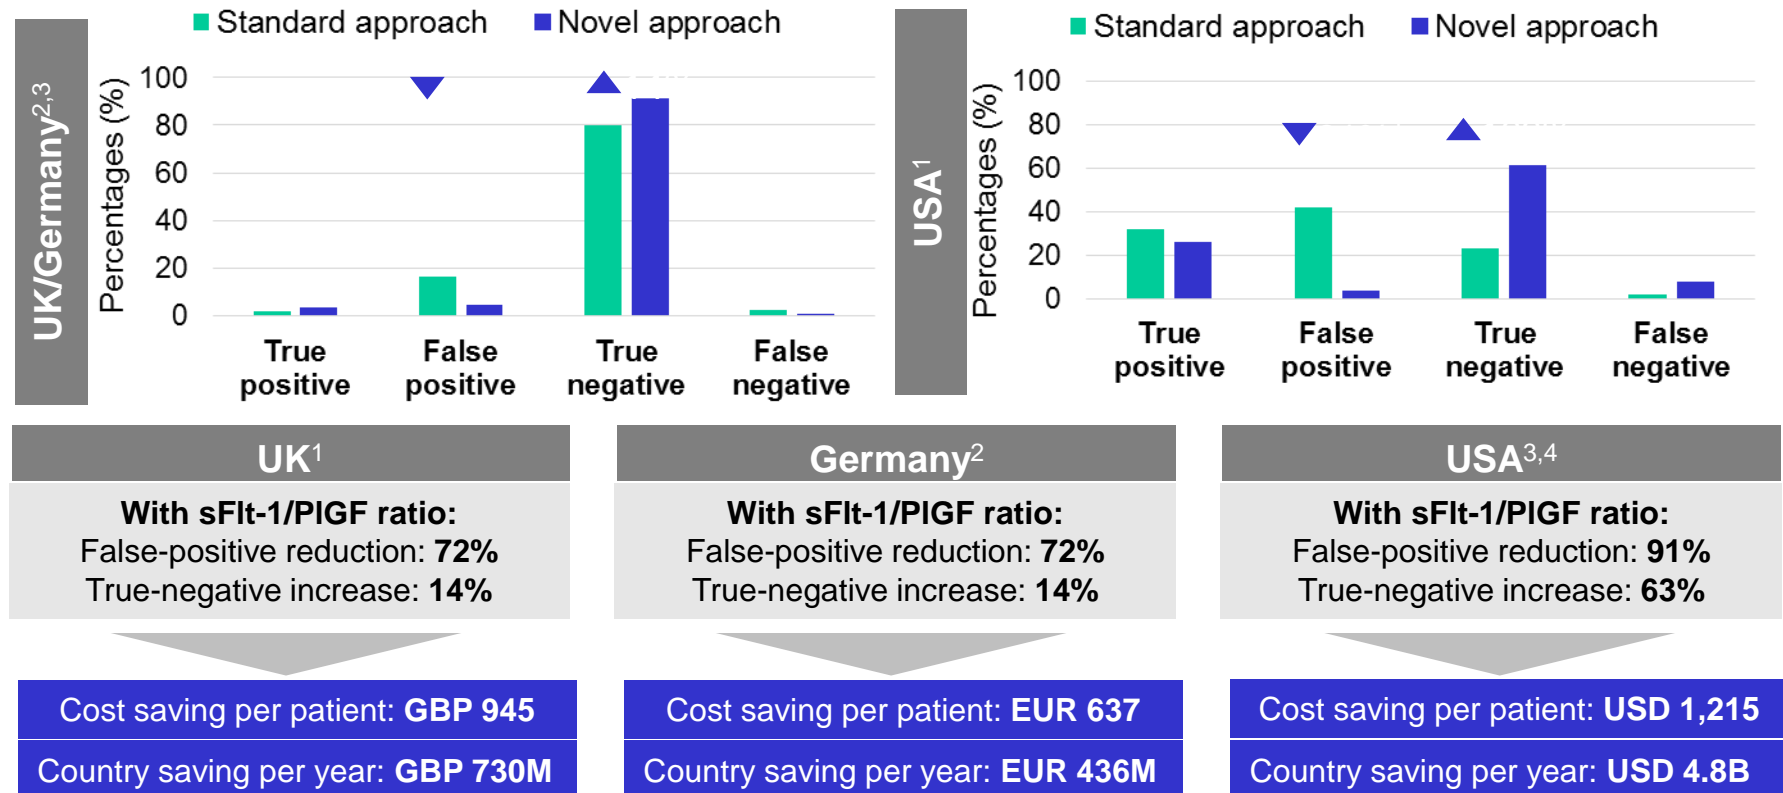 Standard approach Novel approach
UK/Germany2,3
Percentages (%)
100
80
60
40
20
0
True positive
False positive
True negative
False negative
Standard approach Novel approach
USA1
Percentages (%)
100
80
60
40
20
0
True positive
False positive
True negative
False negative
UK1
With sFlt-1/PlGF ratio:
False-positive reduction: 72%
True-negative increase: 14%
Cost saving per patient: GBP 945
Country saving per year: GBP 730M
Germany2
With sFlt-1/PlGF ratio:
False-positive reduction: 72%
True-negative increase: 14%
Cost saving per patient: EUR 637
Country saving per year: EUR 436M
USA3,4
With sFlt-1/PlGF ratio:
False-positive reduction: 91%
True-negative increase: 63%
Cost saving per patient: USD 1,215
Country saving per year: USD 4.8B